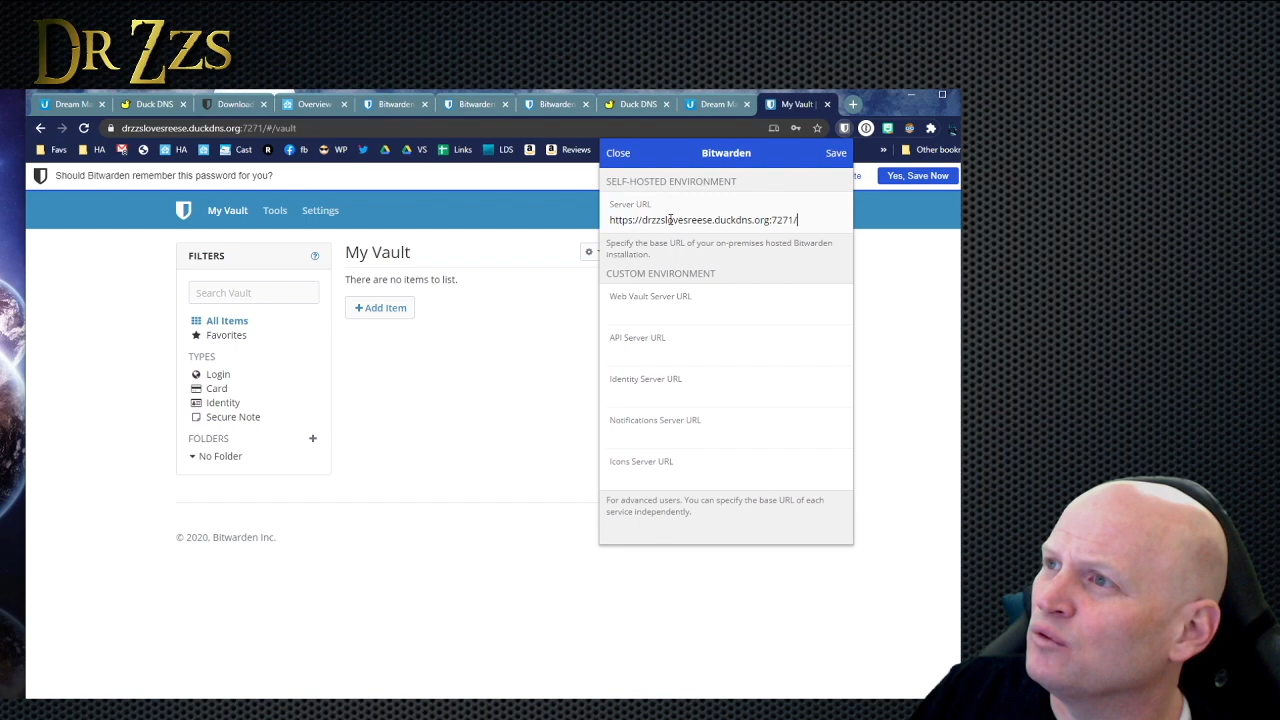 DR ZZS
Dream Ma
Duck DNS
Download
Overview
Bitwarden
Bitwarden
Bitwarden
Duck DNS
Dream Ma
My Vault |
drzzslovesreese.duckdns.org:7271/#/vault
Favs
HA
HA
Cast
R
fb
WP
VS
Links
LDS
Reviews
»
Other bookr
Should Bitwarden remember this password for you?
Yes, Save Now
My Vault
Tools
Settings
FILTERS
Search Vault
All Items
Favorites
TYPES
Login
Card
Identity
Secure Note
FOLDERS
No Folder
My Vault
There are no items to list.
+ Add Item
© 2020, Bitwarden Inc.
Close
Bitwarden
Save
SELF-HOSTED ENVIRONMENT
Server URL
https://drzzslovesreese.duckdns.org:7271/
Specify the base URL of your on-premises hosted Bitwarden
installation.
CUSTOM ENVIRONMENT
Web Vault Server URL
API Server URL
Identity Server URL
Notifications Server URL
Icons Server URL
For advanced users. You can specify the base URL of each
service independently.